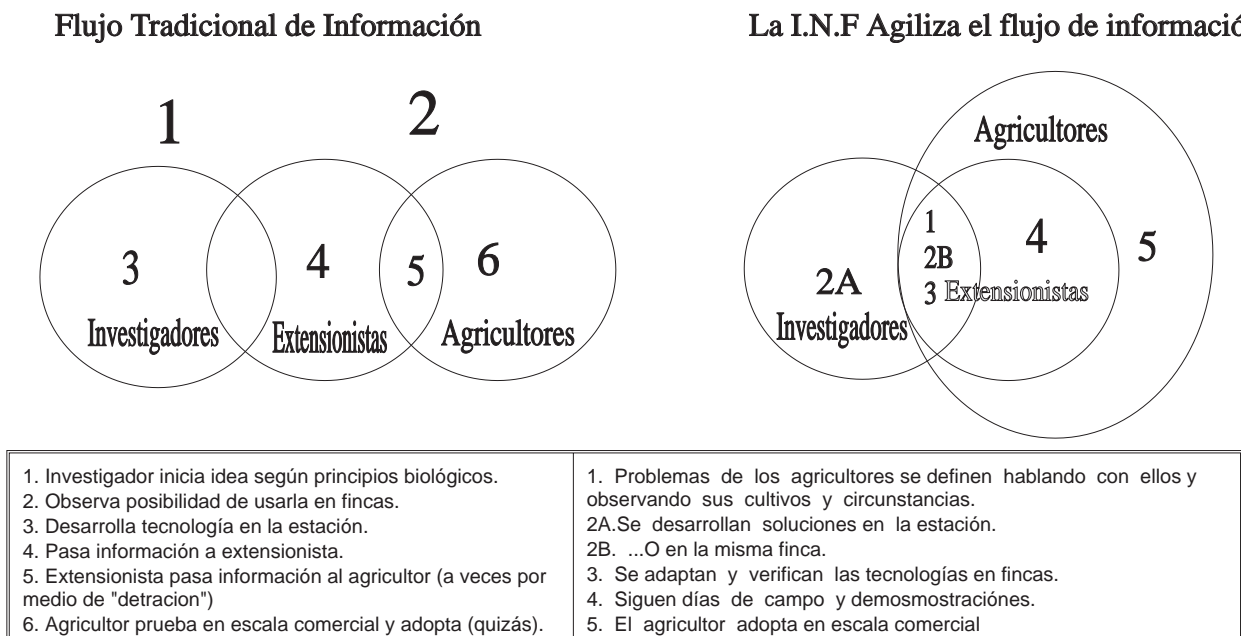 Flujo Tradicional de Información
1
2
3
4
5
6
Investigadores
Extensionistas
Agricultores
La I.N.F Agiliza el flujo de informació
Agricultores
1
4
5
2B
2A
3 Extensionistas
Investigadores
1. Investigador inicia idea según principios biológicos.
2. Observa posibilidad de usarla en fincas.
3. Desarrolla tecnología en la estación.
4. Pasa información a extensionista.
5. Extensionista pasa información al agricultor (a veces por
medio de "detracion")
6. Agricultor prueba en escala comercial y adopta (quizás).
1. Problemas de los agricultores se definen hablando con ellos y
observando sus cultivos y circunstancias.
2A.Se desarrollan soluciones en la estación.
2B. ...O en la misma finca.
3. Se adaptan y verifican las tecnologías en fincas.
4. Siguen días de campo y demosmostraciónes.
5. El agricultor adopta en escala comercial